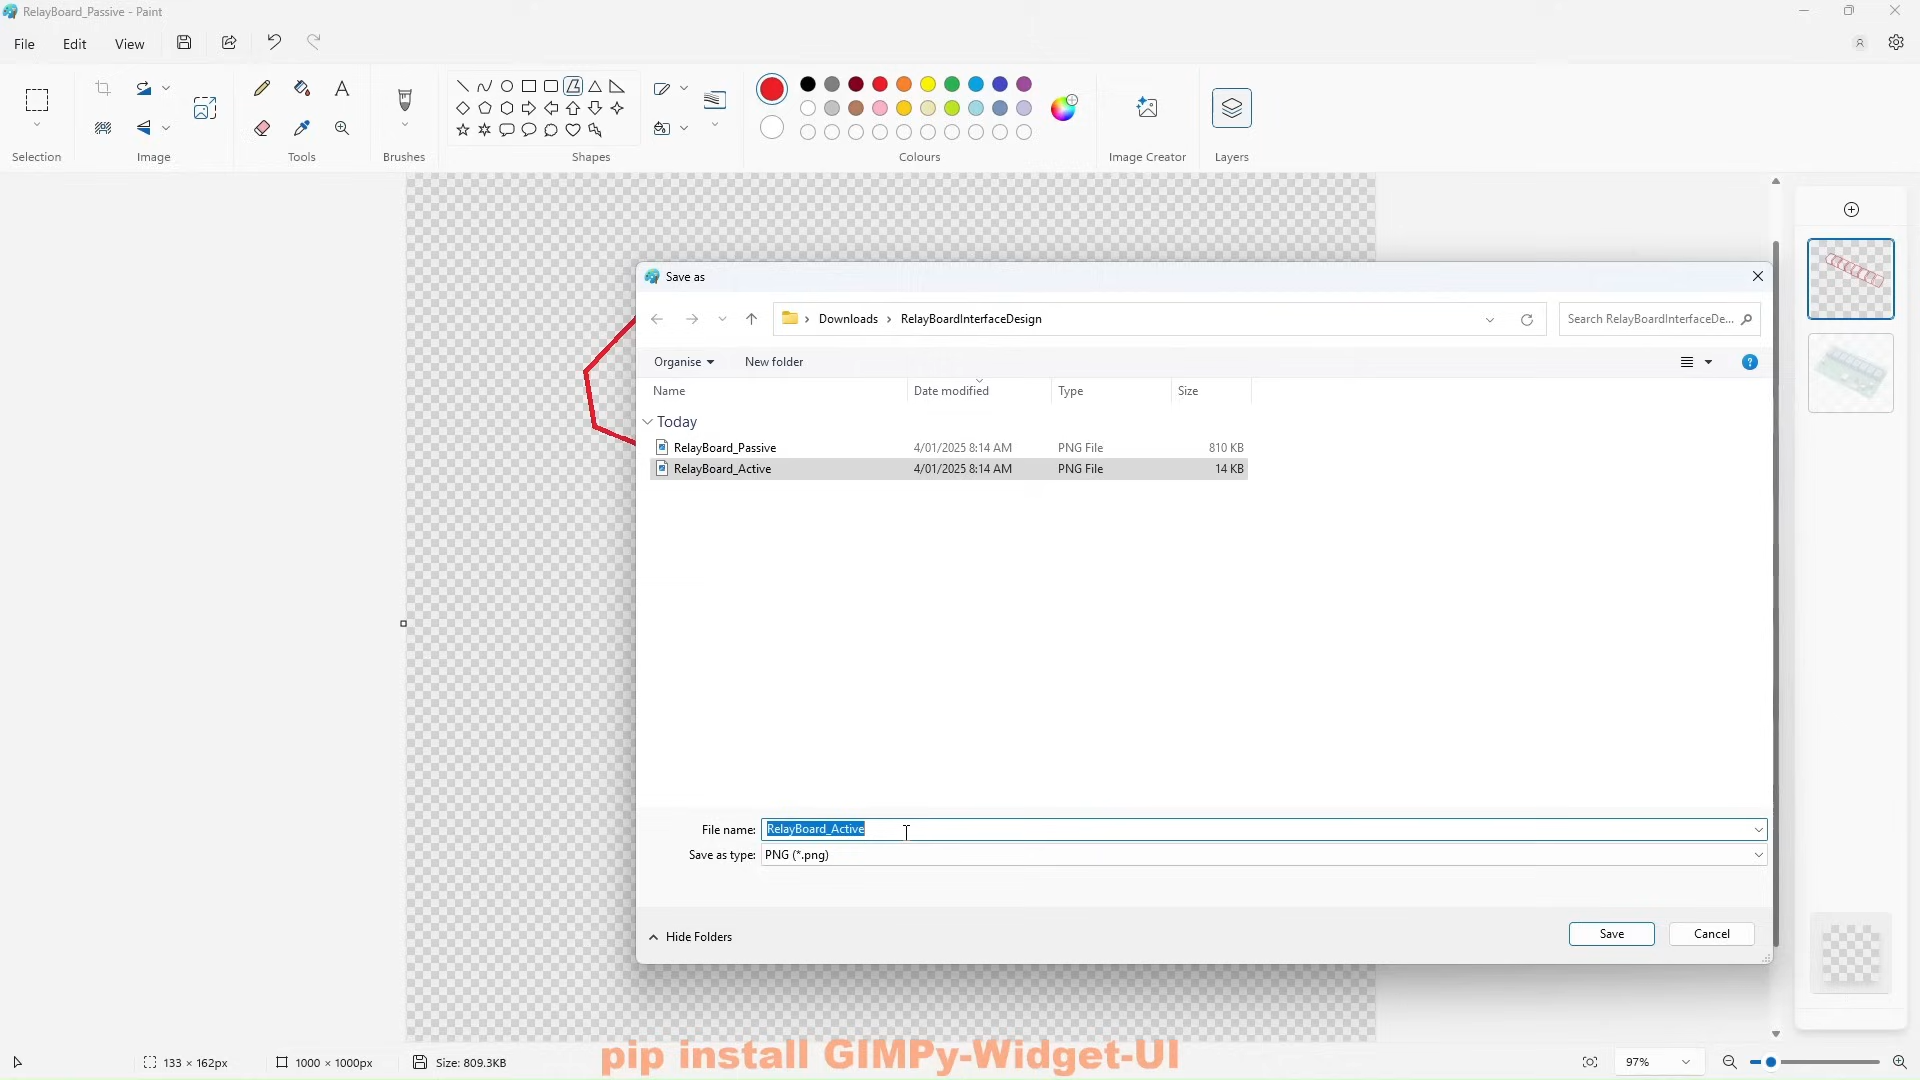 RelayBoard_Passive - Paint
File Edit View
Selection Image Tools Brushes Shapes Colours Image Creator Layers
Save as
Downloads > RelayBoardInterfaceDesign
Search RelayBoardInterfaceDe...
Organise New folder
Name Date modified Type Size
Today
RelayBoard_Passive 4/01/2025 8:14 AM PNG File 810 KB
RelayBoard_Active 4/01/2025 8:14 AM PNG File 14 KB
File name: RelayBoard_Active
Save as type: PNG (*.png)
Hide Folders Save Cancel
133 × 162px 1000 × 1000px Size: 809.3KB 97%
pip install GIMPy-Widget-UI